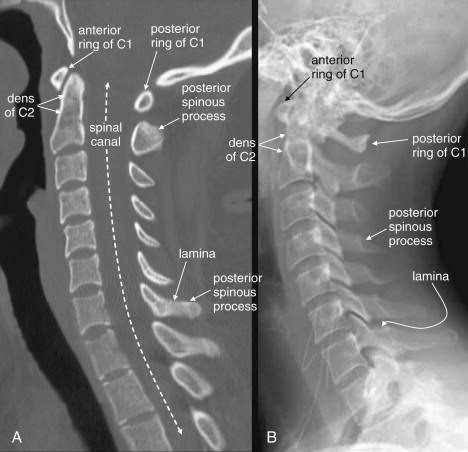 anterior
ring of C1
posterior
ring of C1
dens
of C2
posterior
spinous
process
spinal
canal
lamina
posterior
spinous
process
A
anterior
ring of C1
dens
of C2
posterior
ring of C1
posterior
spinous
process
lamina
B